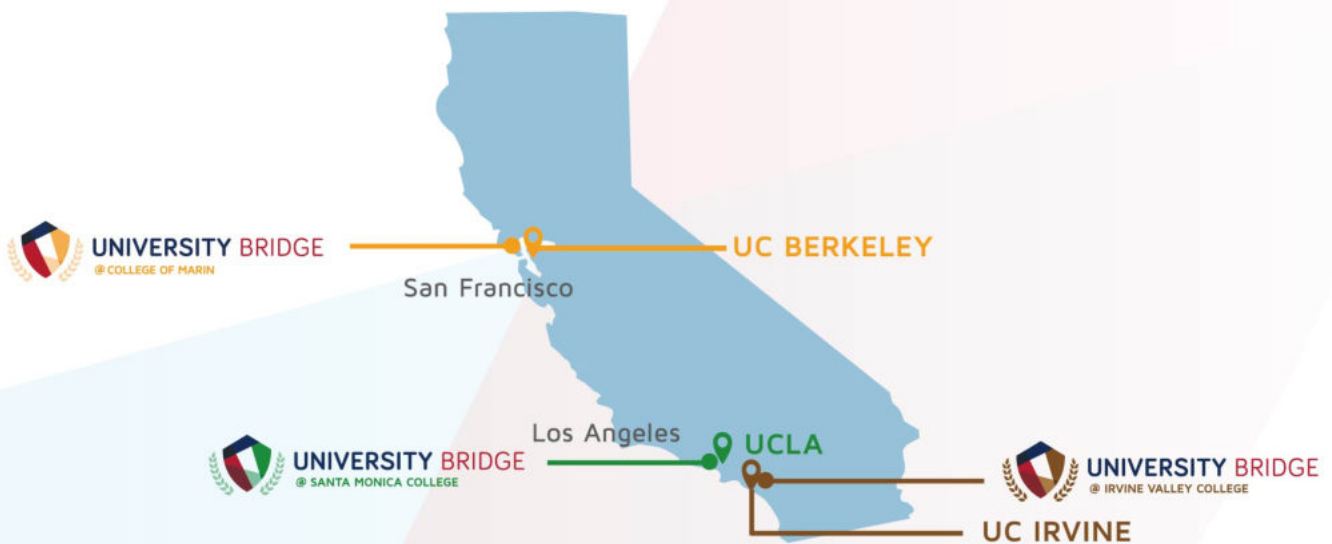 UNIVERSITY BRIDGE
@ COLLEGE OF MARIN
UC BERKELEY
San Francisco
Los Angeles
UCLA
UNIVERSITY BRIDGE
@ SANTA MONICA COLLEGE
UNIVERSITY BRIDGE
@ IRVINE VALLEY COLLEGE
UC IRVINE